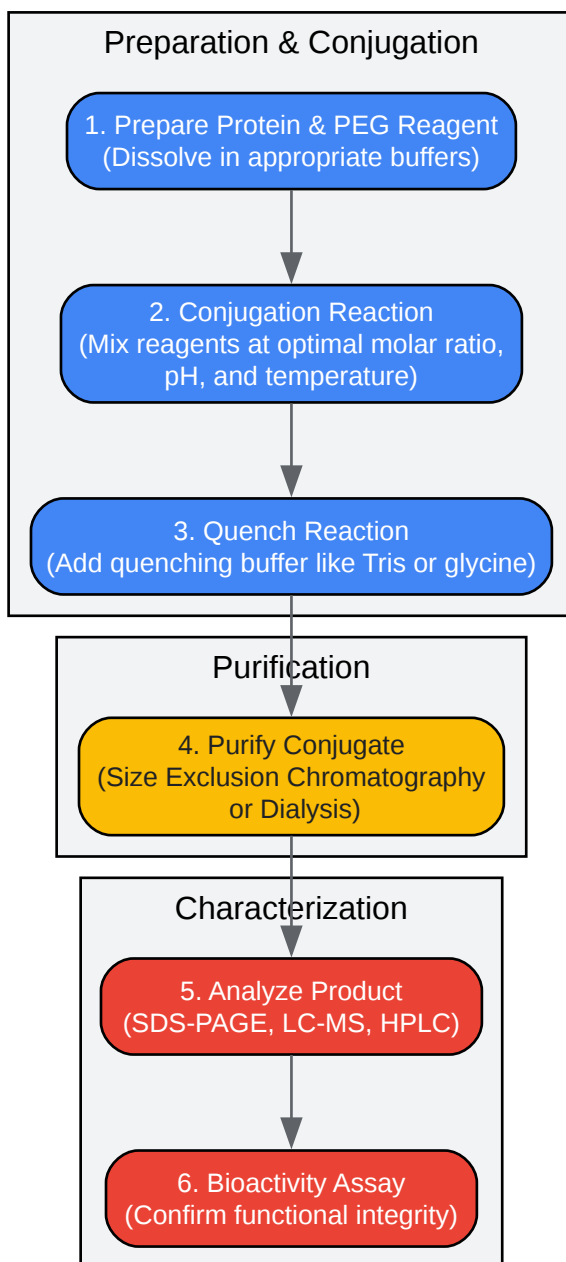 Preparation & Conjugation
1. Prepare Protein & PEG Reagent
(Dissolve in appropriate buffers)
2. Conjugation Reaction
(Mix reagents at optimal molar ratio,
pH, and temperature)
3. Quench Reaction
(Add quenching buffer like Tris or glycine)
Purification
4. Purify Conjugate
(Size Exclusion Chromatography
or Dialysis)
Characterization
5. Analyze Product
(SDS-PAGE, LC-MS, HPLC)
6. Bioactivity Assay
(Confirm functional integrity)